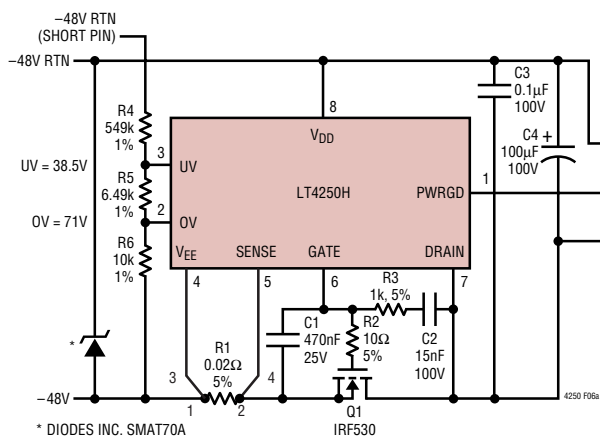 –48V RTN
(SHORT PIN)
–48V RTN
R4
549k
1%
UV = 38.5V
R5
6.49k
1%
OV = 71V
R6
10k
1%
*
–48V
3
2
8
VDD
UV
LT4250H
OV
PWRGD
1
VEE
SENSE
GATE
DRAIN
4
5
6
7
C3
0.1µF
100V
C4
100µF
100V
+
R3
1k, 5%
C1
470nF
25V
R2
10Ω
5%
C2
15nF
100V
R1
0.02Ω
5%
3
4
1
2
Q1
IRF530
4250 F06a
* DIODES INC. SMAT70A